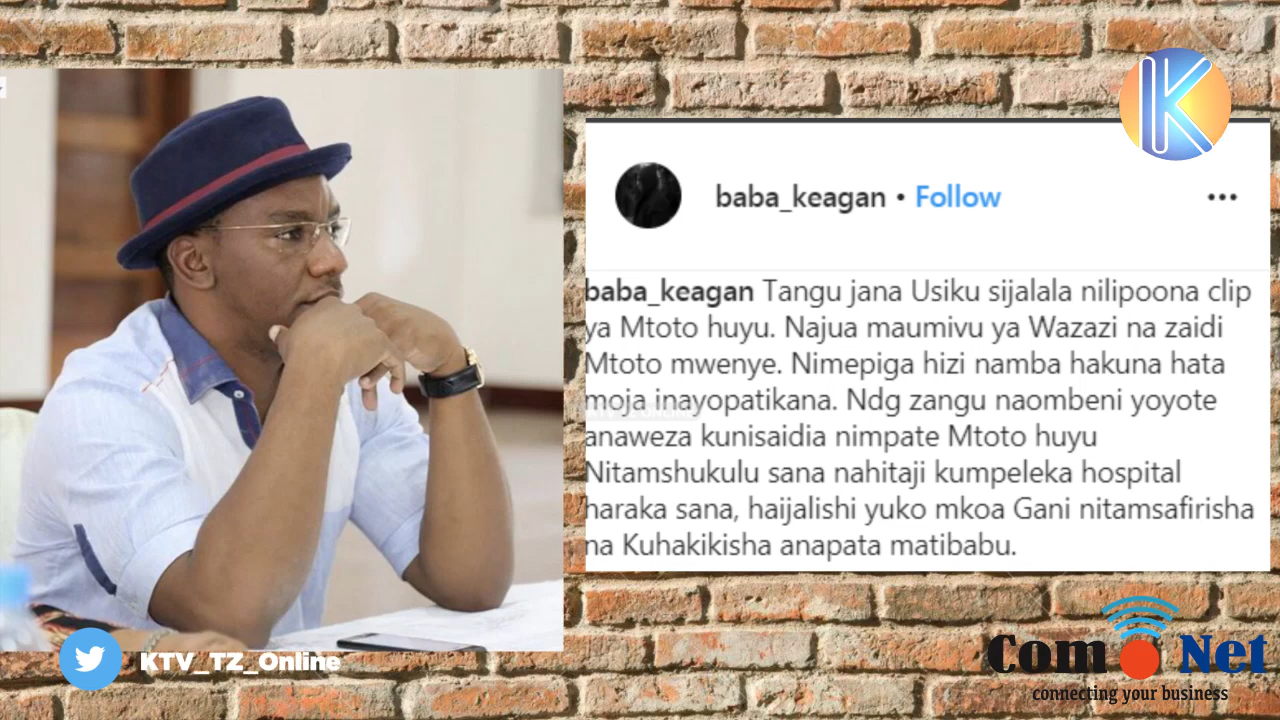 K
baba_keagan • Follow
baba_keagan Tangu jana Usiku sijalala nilipoona clip
ya Mtoto huyu. Najua maumivu ya Wazazi na zaidi
Mtoto mwenye. Nimepiga hizi namba hakuna hata
moja inayopatikana. Ndg zangu naombeni yoyote
anaweza kunisaidia nimpate Mtoto huyu
Nitamshukulu sana nahitaji kumpeleka hospital
haraka sana, haijalishi yuko mkoa Gani nitamsafirisha
na Kuhakikisha anapata matibabu.
KTV_TZ_Online
Com Net
connecting your business